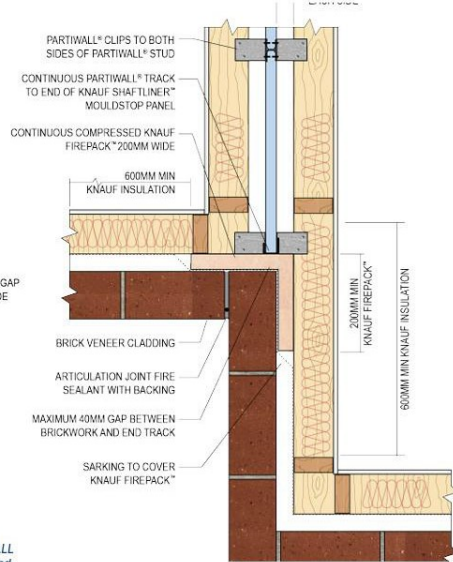 PARTIWALL® CLIPS TO BOTH
SIDES OF PARTIWALL® STUD
CONTINUOUS PARTIWALL® TRACK
TO END OF KNAUF SHAFTLINER™
MOULDSTOP PANEL
CONTINUOUS COMPRESSED KNAUF
FIREPACK™ 200MM WIDE
600MM MIN
KNAUF INSULATION
GAP
BRICK VENEER CLADDING
ARTICULATION JOINT FIRE
SEALANT WITH BACKING
MAXIMUM 40MM GAP BETWEEN
BRICKWORK AND END TRACK
SARKING TO COVER
KNAUF FIREPACK™
200MM MIN
KNAUF FIREPACK™
600MM MIN KNAUF INSULATION